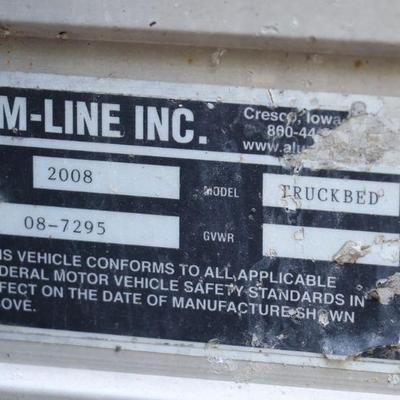 M-LINE INC.
Cresco, Iowa
800-44
www.alu
2008 MODEL TRUCKBED
08-7295 GVWR
IS VEHICLE CONFORMS TO ALL APPLICABLE
DERAL MOTOR VEHICLE SAFETY STANDARDS IN
FECT ON THE DATE OF MANUFACTURE SHOWN
OVE.